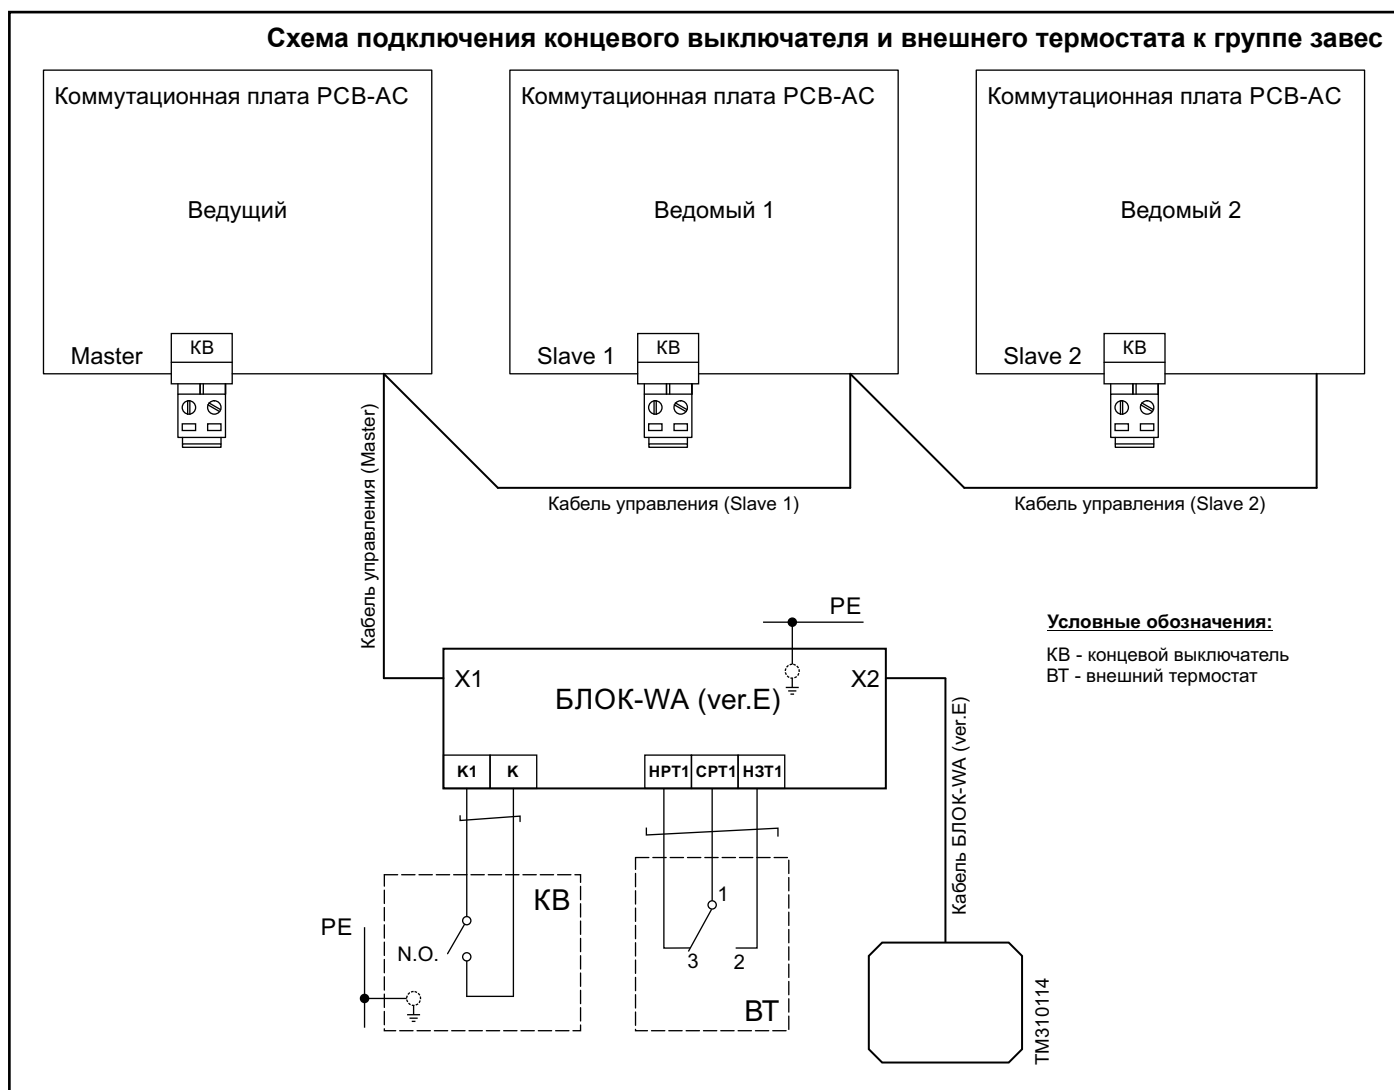 Схема подключения концевого выключателя и внешнего термостата к группе завес
Коммутационная плата PCB-AC
Ведущий
Master
КВ
Коммутационная плата PCB-AC
Ведомый 1
Slave 1
КВ
Коммутационная плата PCB-AC
Ведомый 2
Slave 2
КВ
Кабель управления (Master)
Кабель управления (Slave 1)
Кабель управления (Slave 2)
PE
X1
БЛОК-WA (ver.E)
X2
K1
K
НРТ1
СРТ1
НЗТ1
Условные обозначения:
КВ - концевой выключатель
ВТ - внешний термостат
Кабель БЛОК-WA (ver.E)
КВ
PE
N.O.
1
3
2
ВТ
TM310114